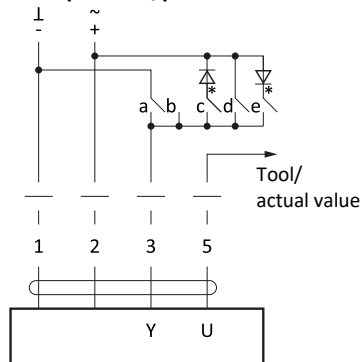 ⊥ ~
- +
a b c * d e *
Tool/
actual value
1 2 3 5
Y U